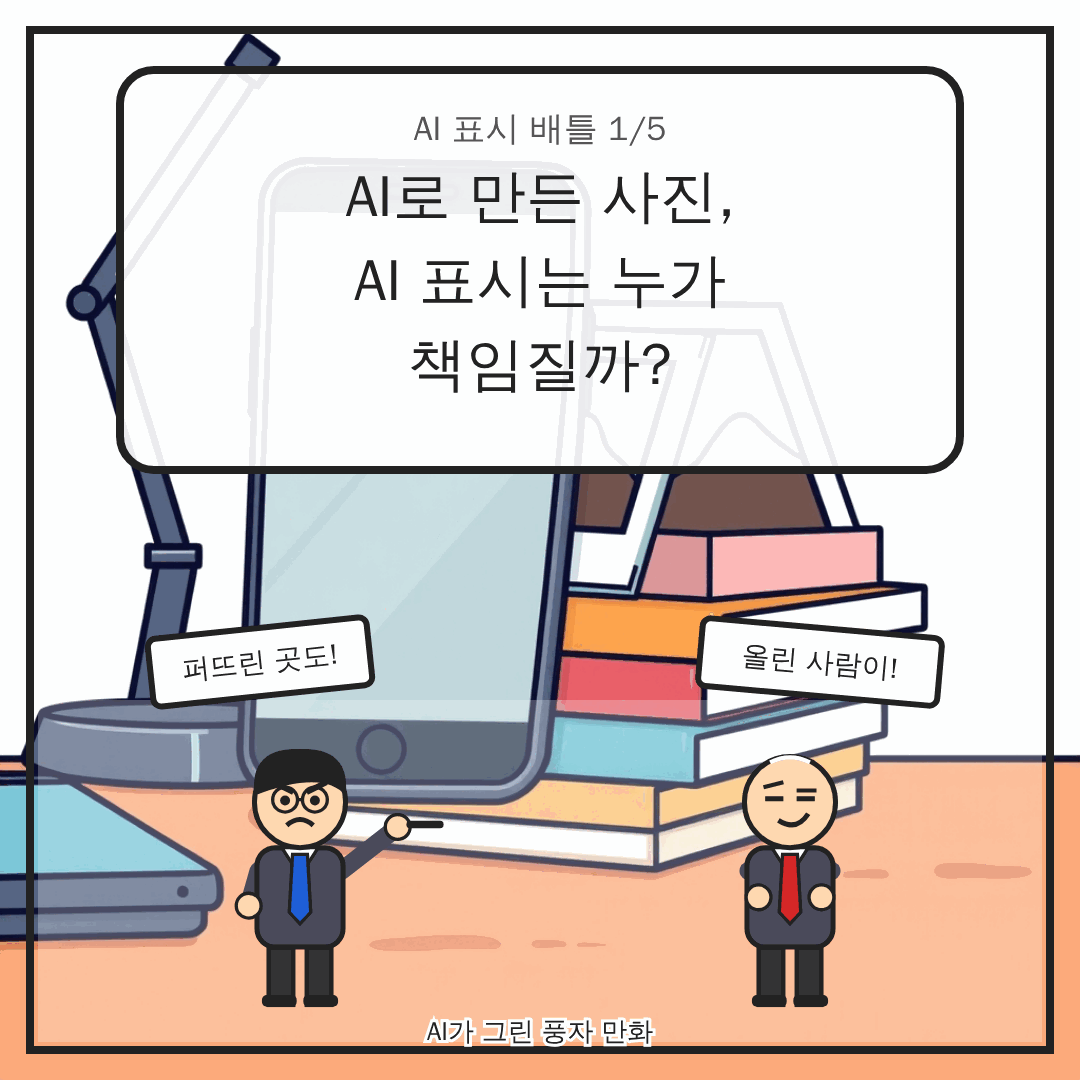 AI 표시 배틀 1/5
AI로 만든 사진,
AI 표시는 누가
책임질까?
퍼뜨린 곳도!
올린 사람이!
AI가 그린 풍자 만화